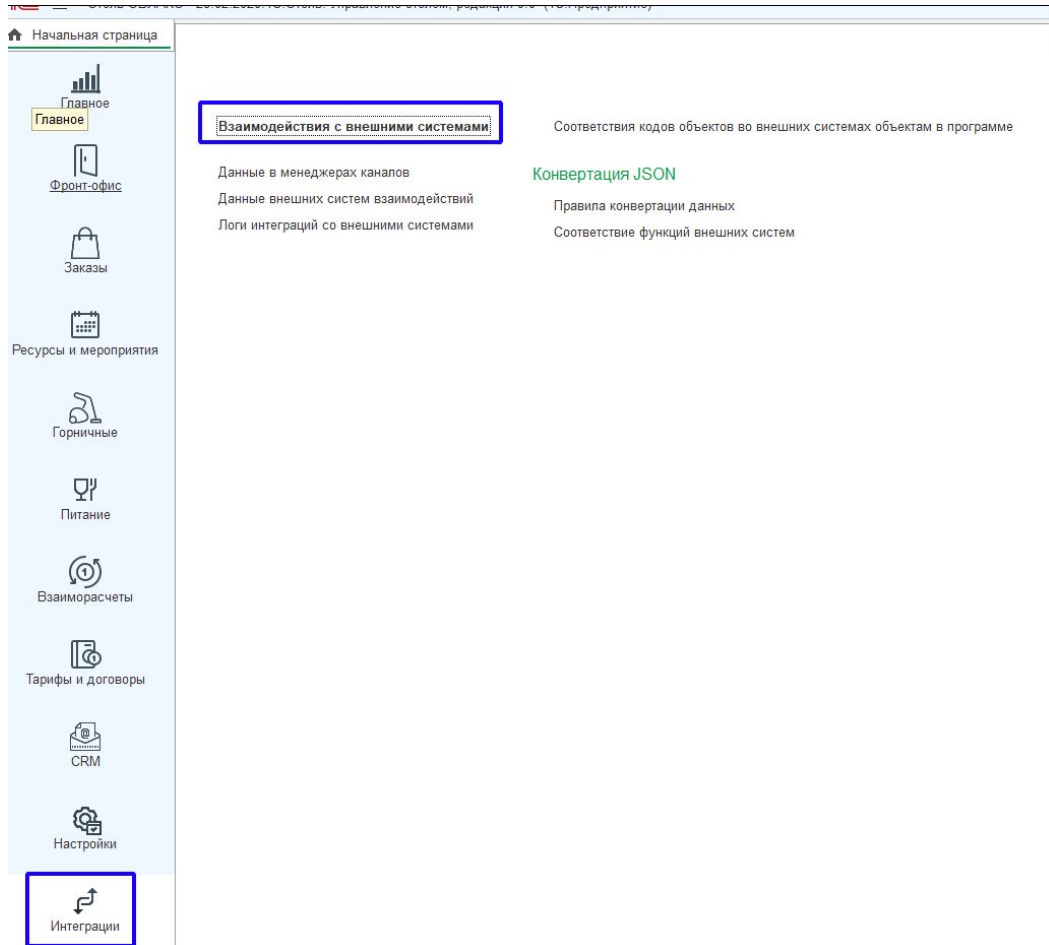 Начальная страница
Главное
Главное
Фронт-офис
Заказы
Ресурсы и мероприятия
Горничные
Питание
Взаиморасчеты
Тарифы и договоры
CRM
Настройки
Интеграции
Взаимодействия с внешними системами
Данные в менеджерах каналов
Данные внешних систем взаимодействий
Логи интеграций со внешними системами
Соответствия кодов объектов во внешних системах объектам в программе
Конвертация JSON
Правила конвертации данных
Соответствие функций внешних систем